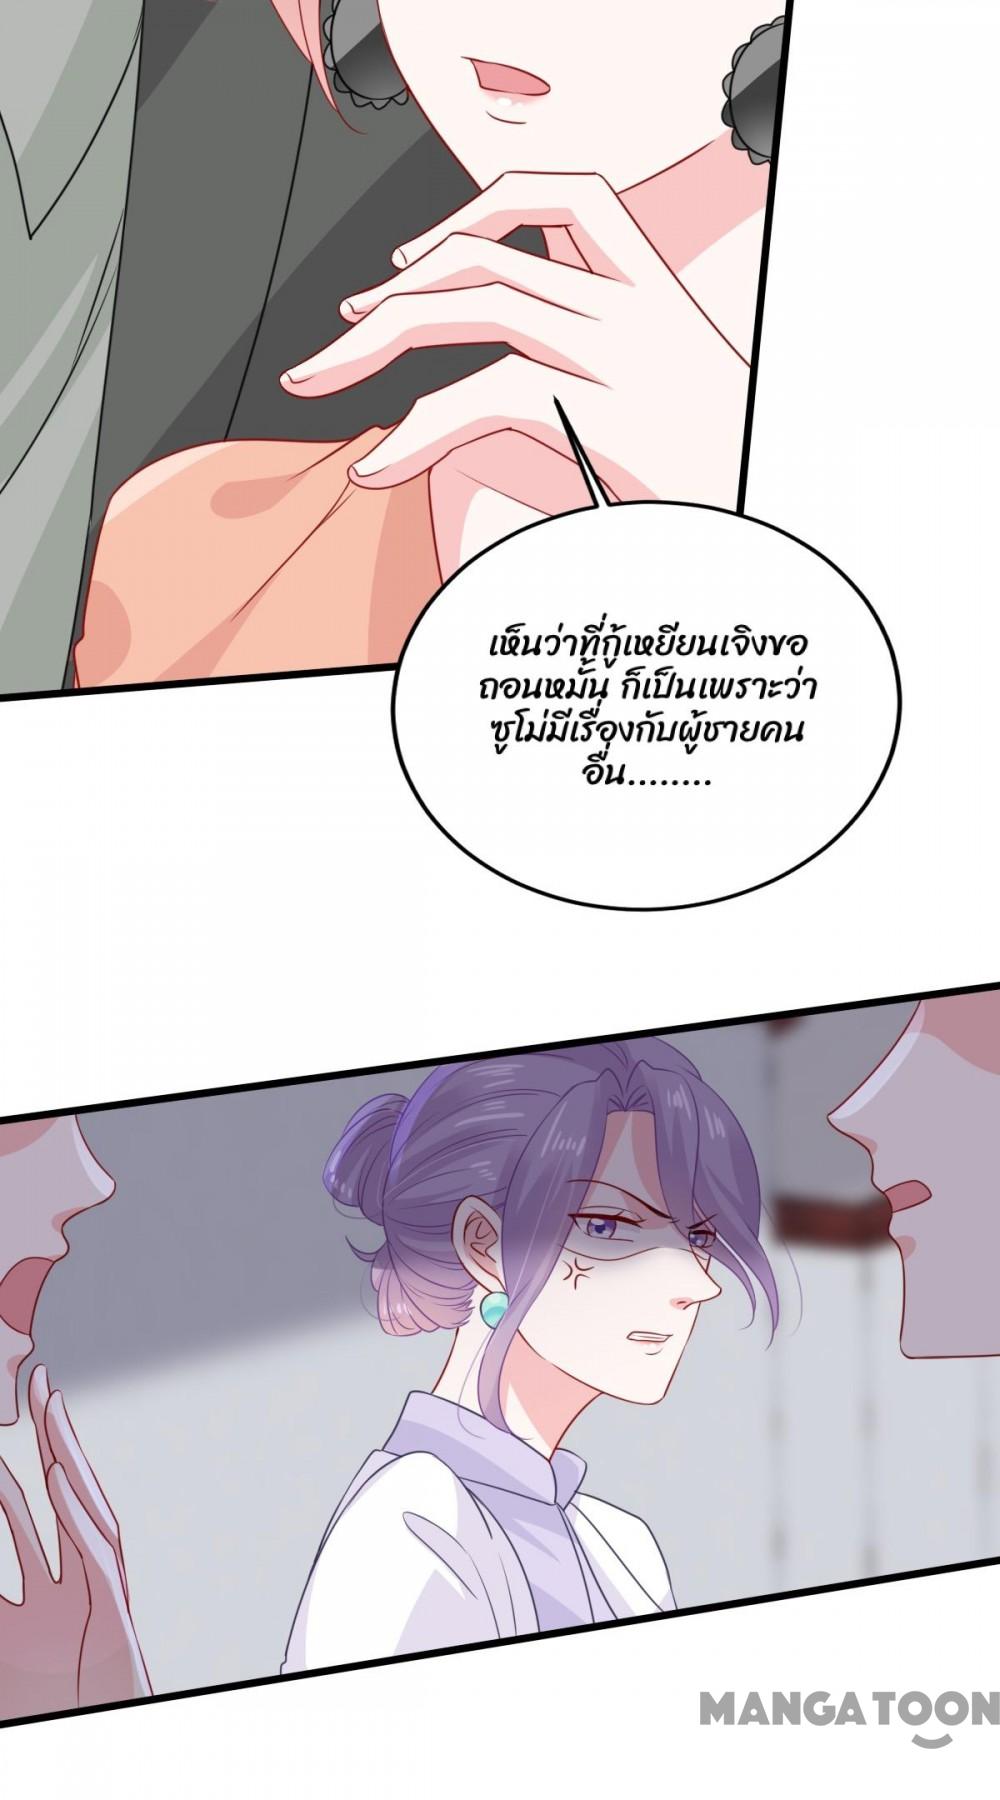 เห็นว่าที่กู้เหยียนเจิงขอ
ถอนหมั้น ก็เป็นเพราะว่า
ซูโม่มีเรื่องกับผู้ชายคน
อื่น........
MANGATOON